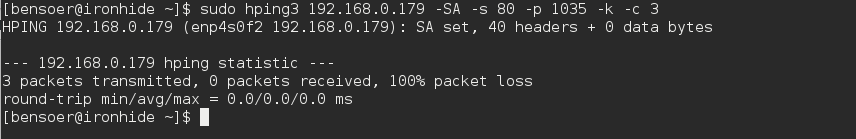 [bensoer@ironhide ~]$ sudo hping3 192.168.0.179 -SA -s 80 -p 1035 -k -c 3
HPING 192.168.0.179 (enp4s0f2 192.168.0.179): SA set, 40 headers + 0 data bytes
--- 192.168.0.179 hping statistic ---
3 packets transmitted, 0 packets received, 100% packet loss
round-trip min/avg/max = 0.0/0.0/0.0 ms
[bensoer@ironhide ~]$